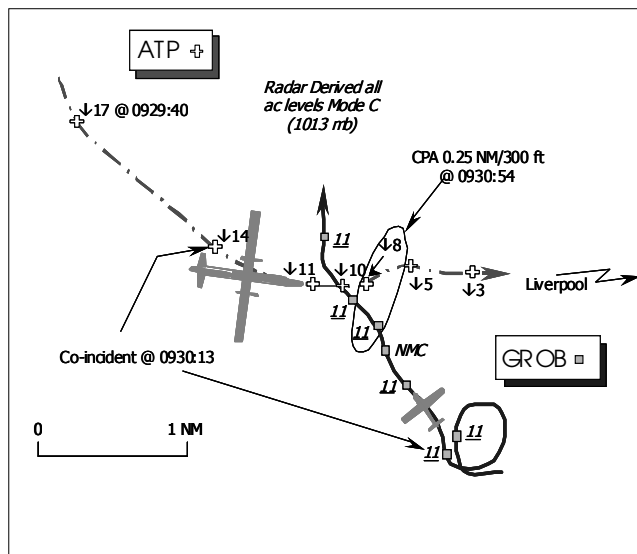 ATP
Radar Derived all
ac levels Mode C
(1013 mb)
↓17 @ 0929:40
CPA 0.25 NM/300 ft
@ 0930:54
11
↓14
↓8
↓11
↓10
↓5
↓3
Liverpool
11
11
NMC
Co-incident @ 0930:13
GROB
11
0
1 NM
11
11